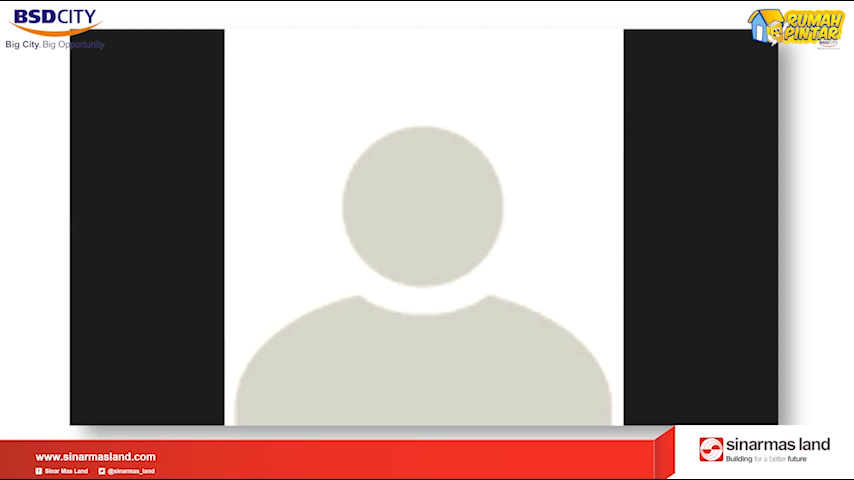 BSDCITY
Big City. Big Opportunity
RUMAH
PINTAR
BSDCITY
www.sinarmasland.com
Sinar Mas Land
@sinarmas_land
sinarmas land
Building for a better future